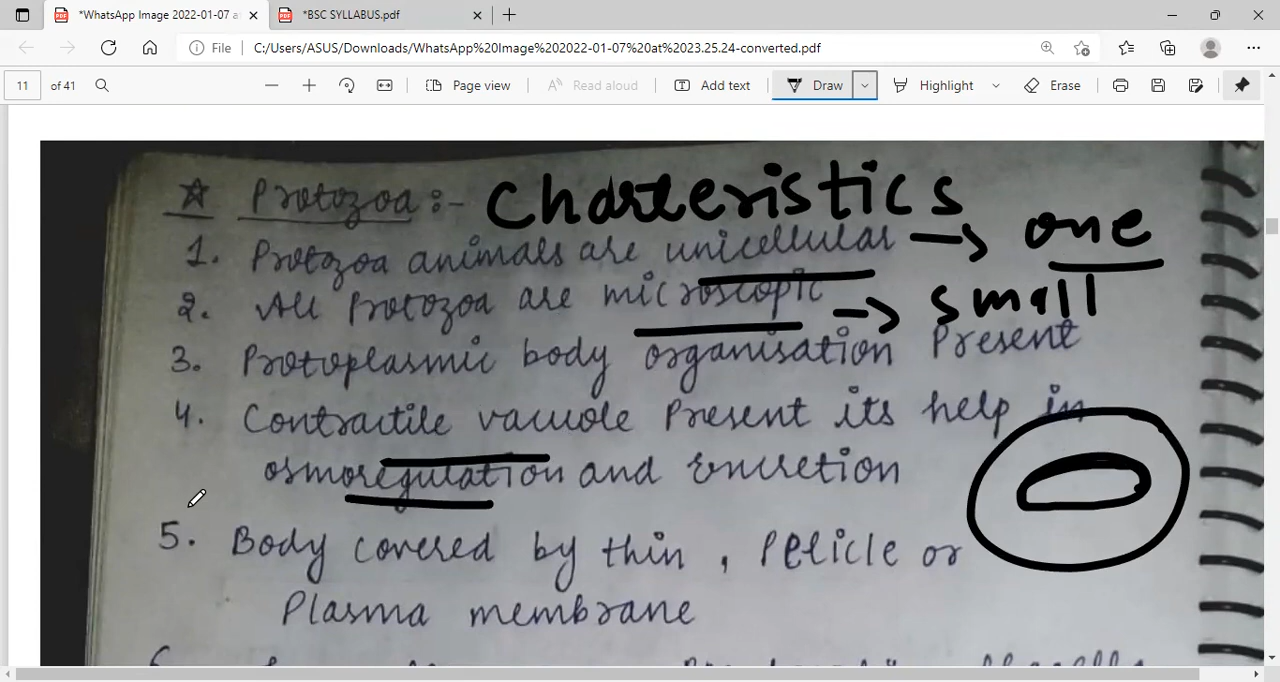 *WhatsApp Image 2022-01-07 a
*BSC SYLLABUS.pdf
File C:/Users/ASUS/Downloads/WhatsApp%20Image%202022-01-07%20at%2023.25.24-converted.pdf
11 of 41 Page view Read aloud Add text Draw Highlight Erase
Protozoa :- Charteristics
1. Protozoa animals are unicellular → one
2. All Protozoa are microscopic → small
3. Protoplasmic body organisation Present
4. Contractile vacuole Present its help in
osmoregulation and Excretion
5. Body covered by thin, Pellicle or
Plasma membrane